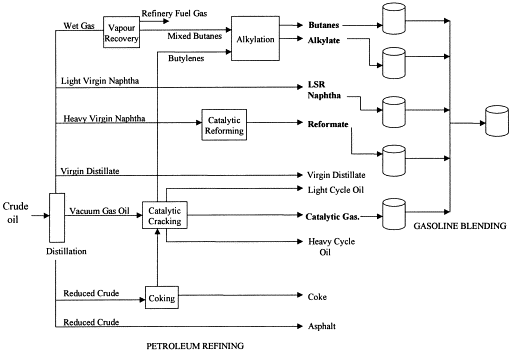 Wet Gas
Vapour
Recovery
Refinery Fuel Gas
Mixed Butanes
Butylenes
Alkylation
Butanes
Alkylate
Light Virgin Naphtha
LSR
Naphtha
Heavy Virgin Naphtha
Catalytic
Reforming
Reformate
Virgin Distillate
Virgin Distillate
Light Cycle Oil
Crude
oil
Vacuum Gas Oil
Catalytic
Cracking
Catalytic Gas.
GASOLINE BLENDING
Distillation
Heavy Cycle
Oil
Reduced Crude
Coking
Coke
Reduced Crude
Asphalt
PETROLEUM REFINING